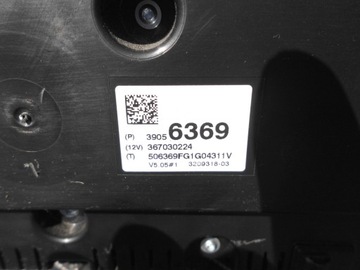 (P) 3905 6369
(12V) 367030224
(T) 506369FG1G04311V
V5.05#1 3209318-03